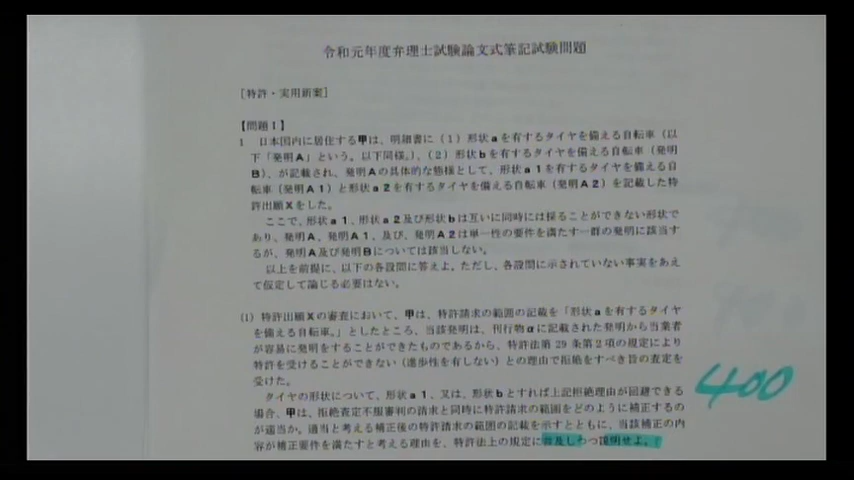 令和元年度弁理士試験論文式筆記試験問題
[特許・実用新案]
【問題1】
1 日本国内に居住する甲は、明細書に(1)形状aを有するタイヤを備える自転車(以
下「発明A」という。以下同様。)、(2)形状bを有するタイヤを備える自転車(発明
B)、が記載され、発明Aの具体的な態様として、形状a1を有するタイヤを備える自
転車(発明A1)と形状a2を有するタイヤを備える自転車(発明A2)を記載した特
許出願Xをした。
ここで、形状a1、形状a2及び形状bは互いに同時には採ることができない形状で
あり、発明A、発明A1、及び、発明A2は単一性の要件を満たす一群の発明に該当す
るが、発明A及び発明Bについては該当しない。
以上を前提に、以下の各設問に答えよ。ただし、各設問に示されていない事実をあえ
て仮定して論じる必要はない。
(1) 特許出願Xの審査において、甲は、特許請求の範囲の記載を「形状aを有するタイヤ
を備える自転車。」としたところ、当該発明は、刊行物αに記載された発明から当業者
が容易に発明をすることができたものであるから、特許法第29条第2項の規定により
特許を受けることができない(進歩性を有しない)との理由で拒絶をすべき旨の査定を
受けた。
タイヤの形状について、形状a1、又は、形状bとすれば上記拒絶理由が回避できる
場合、甲は、拒絶査定不服審判の請求と同時に特許請求の範囲をどのように補正するの
が適当か。適当と考える補正後の特許請求の範囲の記載を示すとともに、当該補正の内
容が補正要件を満たすと考える理由を、特許法上の規定に言及しつつ説明せよ。
400